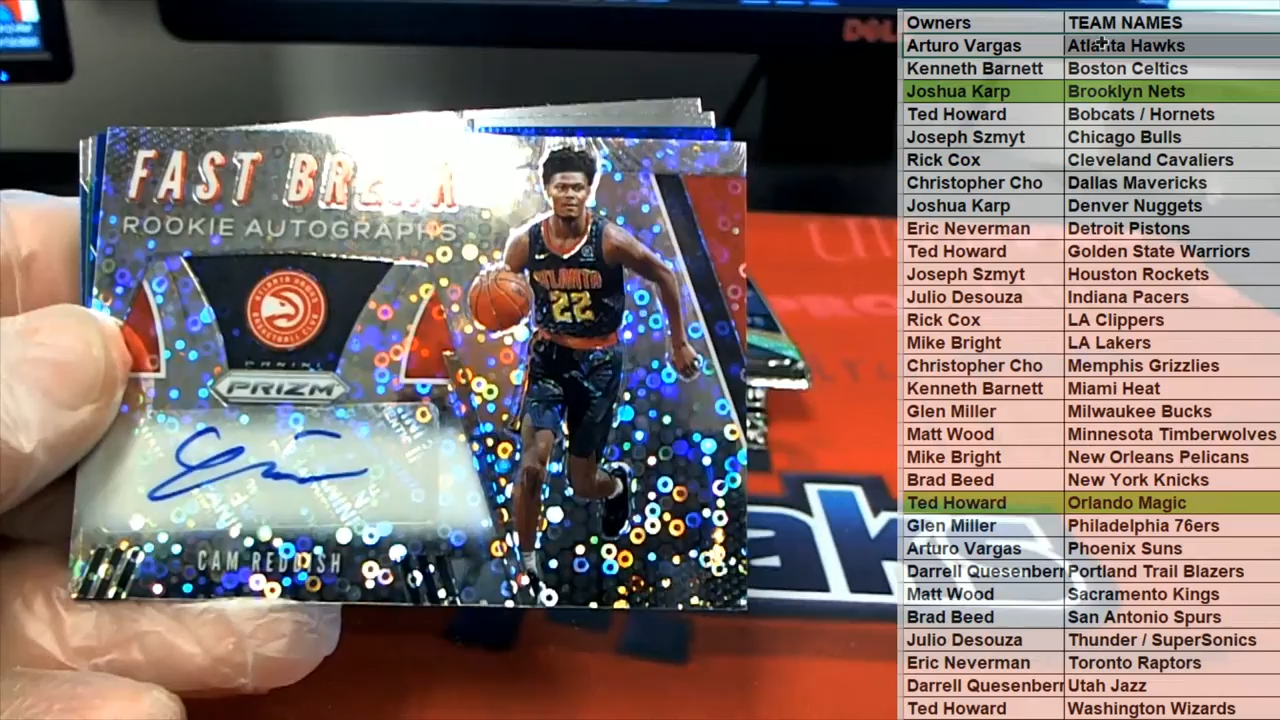 DELL
FAST BREAK
ROOKIE AUTOGRAPHS
ATLANTA HAWKS
BASKETBALL CLUB
PANINI
PRIZM
ATLANTA
22
CAM REDDISH
Owners TEAM NAMES
Arturo Vargas Atlanta Hawks
Kenneth Barnett Boston Celtics
Joshua Karp Brooklyn Nets
Ted Howard Bobcats / Hornets
Joseph Szmyt Chicago Bulls
Rick Cox Cleveland Cavaliers
Christopher Cho Dallas Mavericks
Joshua Karp Denver Nuggets
Eric Neverman Detroit Pistons
Ted Howard Golden State Warriors
Joseph Szmyt Houston Rockets
Julio Desouza Indiana Pacers
Rick Cox LA Clippers
Mike Bright LA Lakers
Christopher Cho Memphis Grizzlies
Kenneth Barnett Miami Heat
Glen Miller Milwaukee Bucks
Matt Wood Minnesota Timberwolves
Mike Bright New Orleans Pelicans
Brad Beed New York Knicks
Ted Howard Orlando Magic
Glen Miller Philadelphia 76ers
Arturo Vargas Phoenix Suns
Darrell Quesenberr Portland Trail Blazers
Matt Wood Sacramento Kings
Brad Beed San Antonio Spurs
Julio Desouza Thunder / SuperSonics
Eric Neverman Toronto Raptors
Darrell Quesenberr Utah Jazz
Ted Howard Washington Wizards